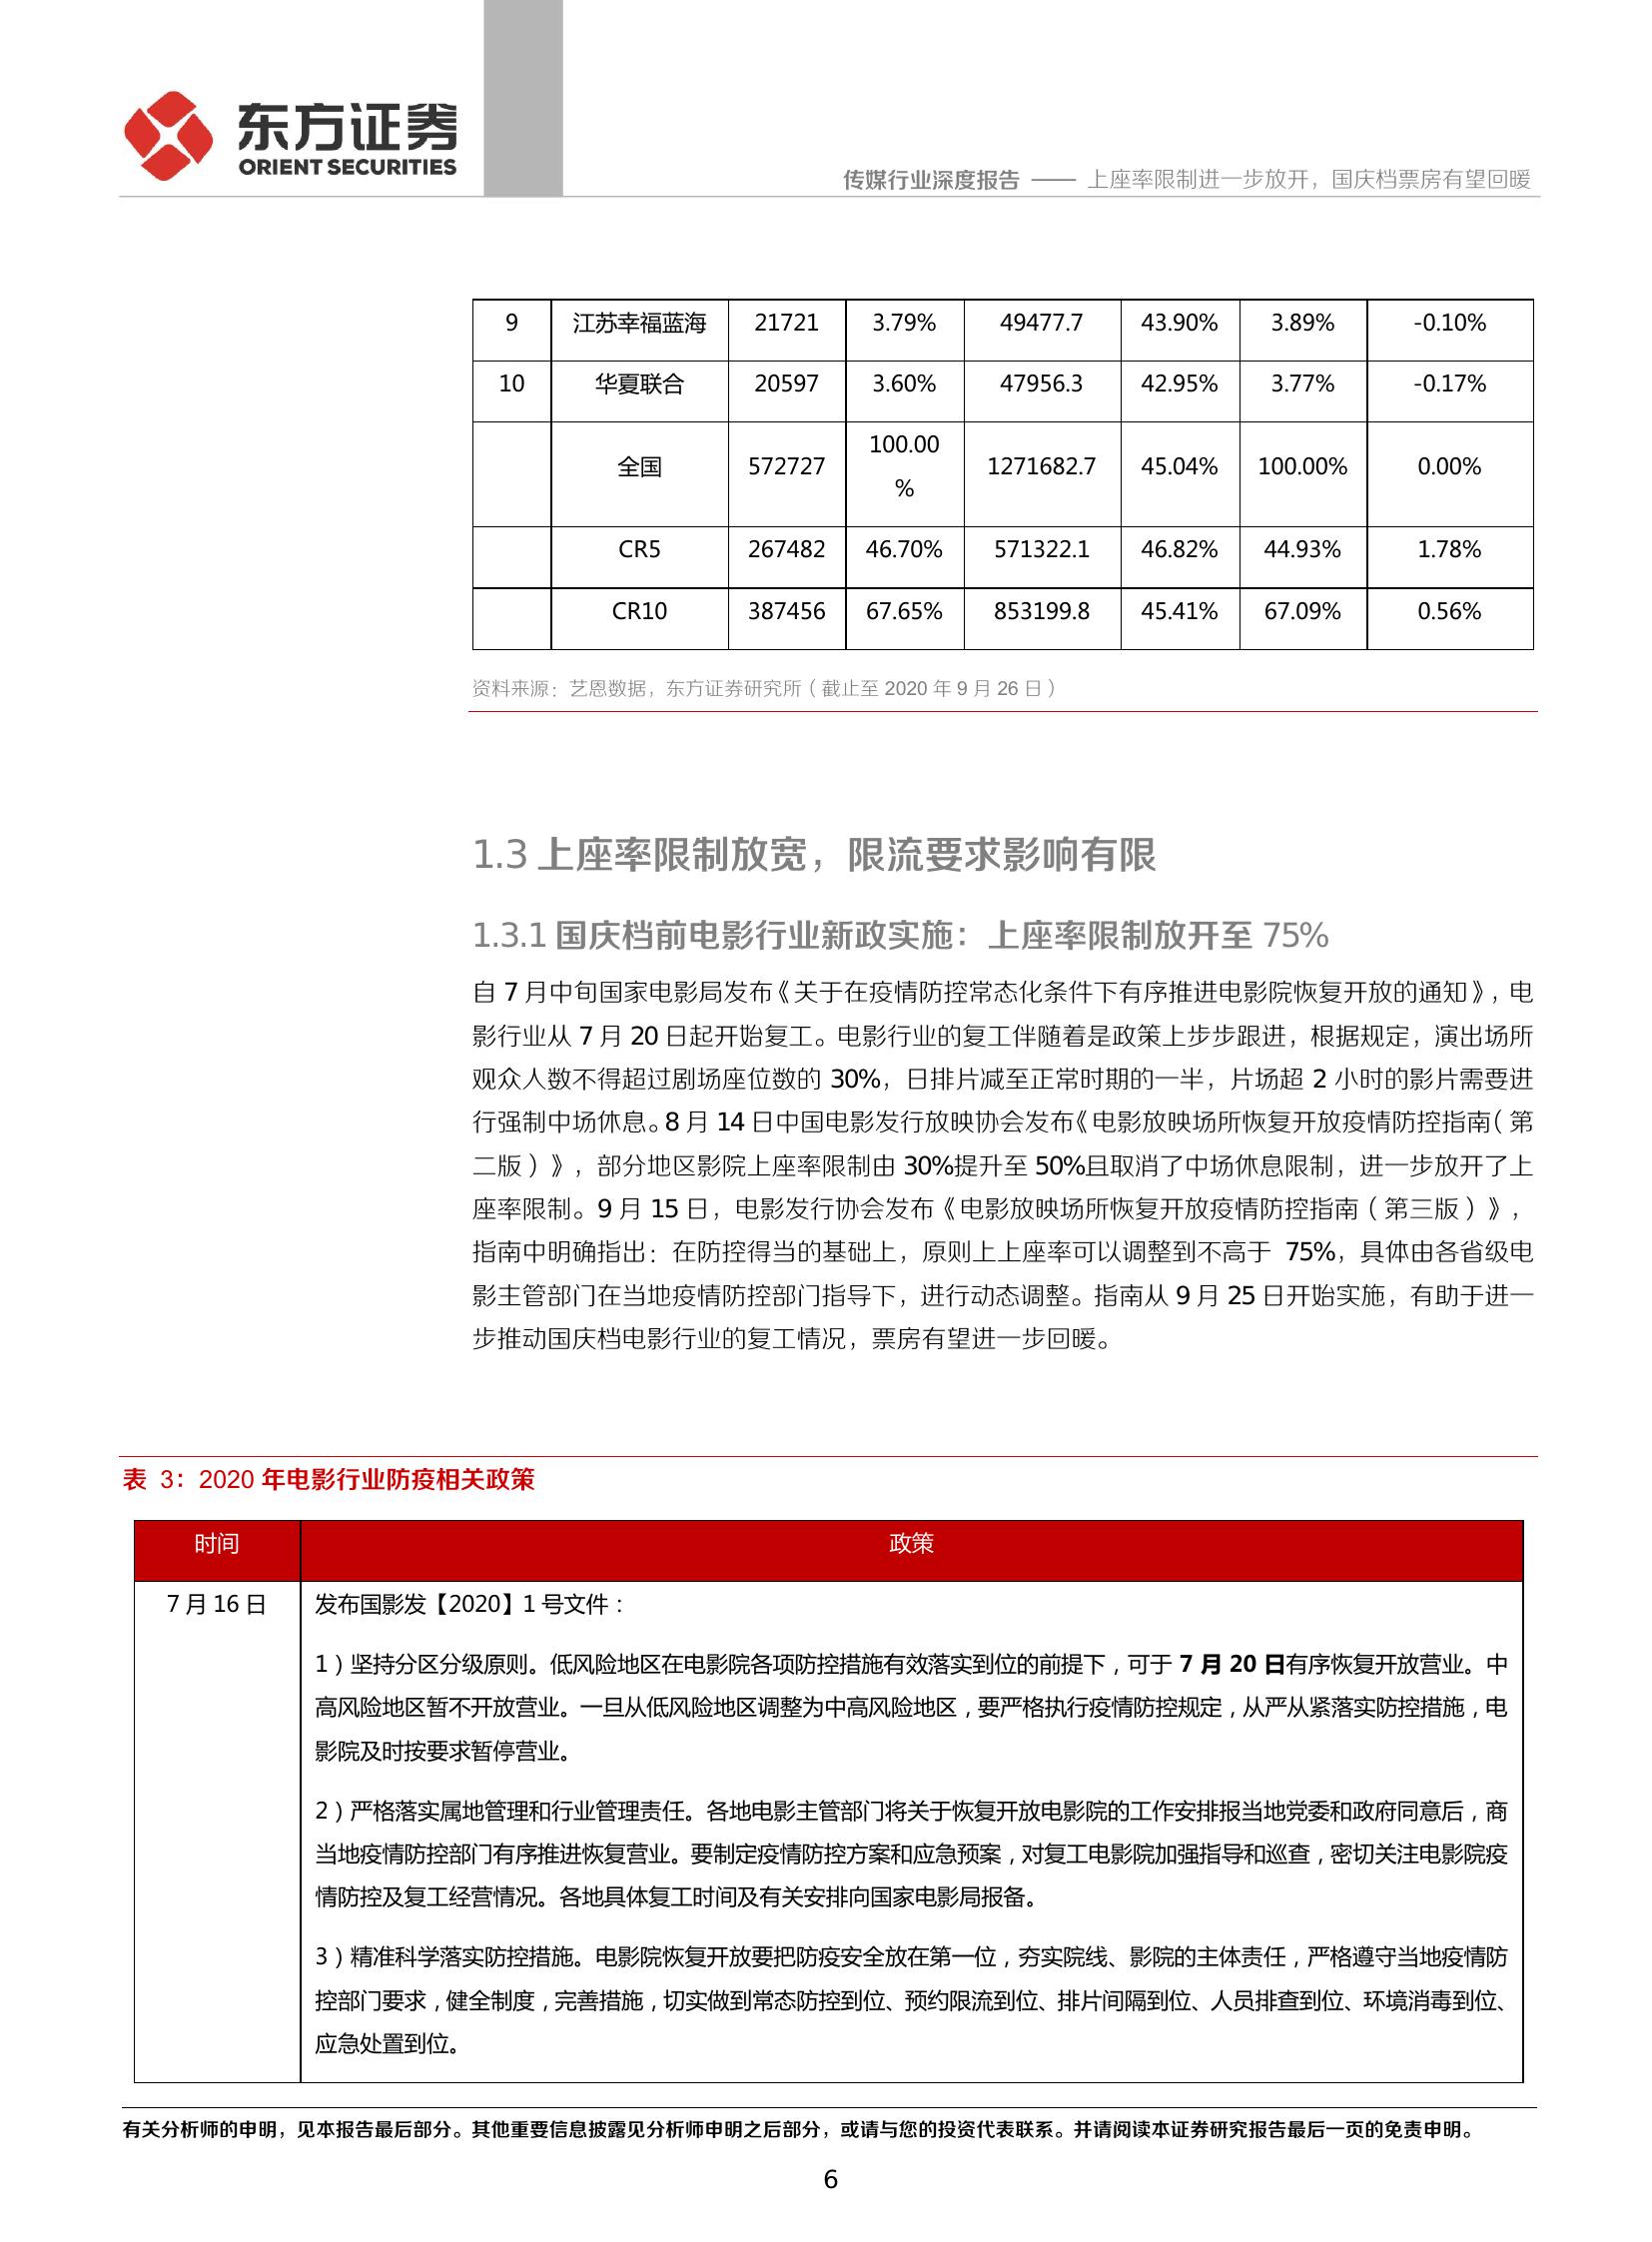 东方证券
ORIENT SECURITIES
传媒行业深度报告 —— 上座率限制进一步放开，国庆档票房有望回暖
9 江苏幸福蓝海 21721 3.79% 49477.7 43.90% 3.89% -0.10%
10 华夏联合 20597 3.60% 47956.3 42.95% 3.77% -0.17%
全国 572727 100.00% 1271682.7 45.04% 100.00% 0.00%
CR5 267482 46.70% 571322.1 46.82% 44.93% 1.78%
CR10 387456 67.65% 853199.8 45.41% 67.09% 0.56%
资料来源：艺恩数据，东方证券研究所（截止至 2020 年 9 月 26 日）
1.3 上座率限制放宽，限流要求影响有限
1.3.1 国庆档前电影行业新政实施：上座率限制放开至 75%
自 7 月中旬国家电影局发布《关于在疫情防控常态化条件下有序推进电影院恢复开放的通知》，电
影行业从 7 月 20 日起开始复工。电影行业的复工伴随着是政策上步步跟进，根据规定，演出场所
观众人数不得超过剧场座位数的 30%，日排片减至正常时期的一半，片场超 2 小时的影片需要进
行强制中场休息。8 月 14 日中国电影发行放映协会发布《电影放映场所恢复开放疫情防控指南（第
二版）》，部分地区影院上座率限制由 30%提升至 50%且取消了中场休息限制，进一步放开了上
座率限制。9 月 15 日，电影发行协会发布《电影放映场所恢复开放疫情防控指南（第三版）》，
指南中明确指出：在防控得当的基础上，原则上上座率可以调整到不高于 75%，具体由各省级电
影主管部门在当地疫情防控部门指导下，进行动态调整。指南从 9 月 25 日开始实施，有助于进一
步推动国庆档电影行业的复工情况，票房有望进一步回暖。
表 3：2020 年电影行业防疫相关政策
时间 政策
7 月 16 日 发布国影发【2020】1 号文件：
1）坚持分区分级原则。低风险地区在电影院各项防控措施有效落实到位的前提下，可于 7 月 20 日有序恢复开放营业。中
高风险地区暂不开放营业。一旦从低风险地区调整为中高风险地区，要严格执行疫情防控规定，从严从紧落实防控措施，电
影院及时按要求暂停营业。
2）严格落实属地管理和行业管理责任。各地电影主管部门将关于恢复开放电影院的工作安排报当地党委和政府同意后，商
当地疫情防控部门有序推进恢复营业。要制定疫情防控方案和应急预案，对复工电影院加强指导和巡查，密切关注电影院疫
情防控及复工经营情况。各地具体复工时间及有关安排向国家电影局报备。
3）精准科学落实防控措施。电影院恢复开放要把防疫安全放在第一位，夯实院线、影院的主体责任，严格遵守当地疫情防
控部门要求，健全制度，完善措施，切实做到常态防控到位、预约限流到位、排片间隔到位、人员排查到位、环境消毒到位、
应急处置到位。
有关分析师的申明，见本报告最后部分。其他重要信息披露见分析师申明之后部分，或请与您的投资代表联系。并请阅读本证券研究报告最后一页的免责申明。
6